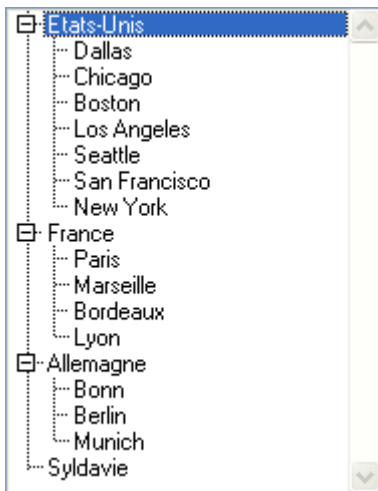 Etats-Unis
Dallas
Chicago
Boston
Los Angeles
Seattle
San Francisco
New York
France
Paris
Marseille
Bordeaux
Lyon
Allemagne
Bonn
Berlin
Munich
Syldavie